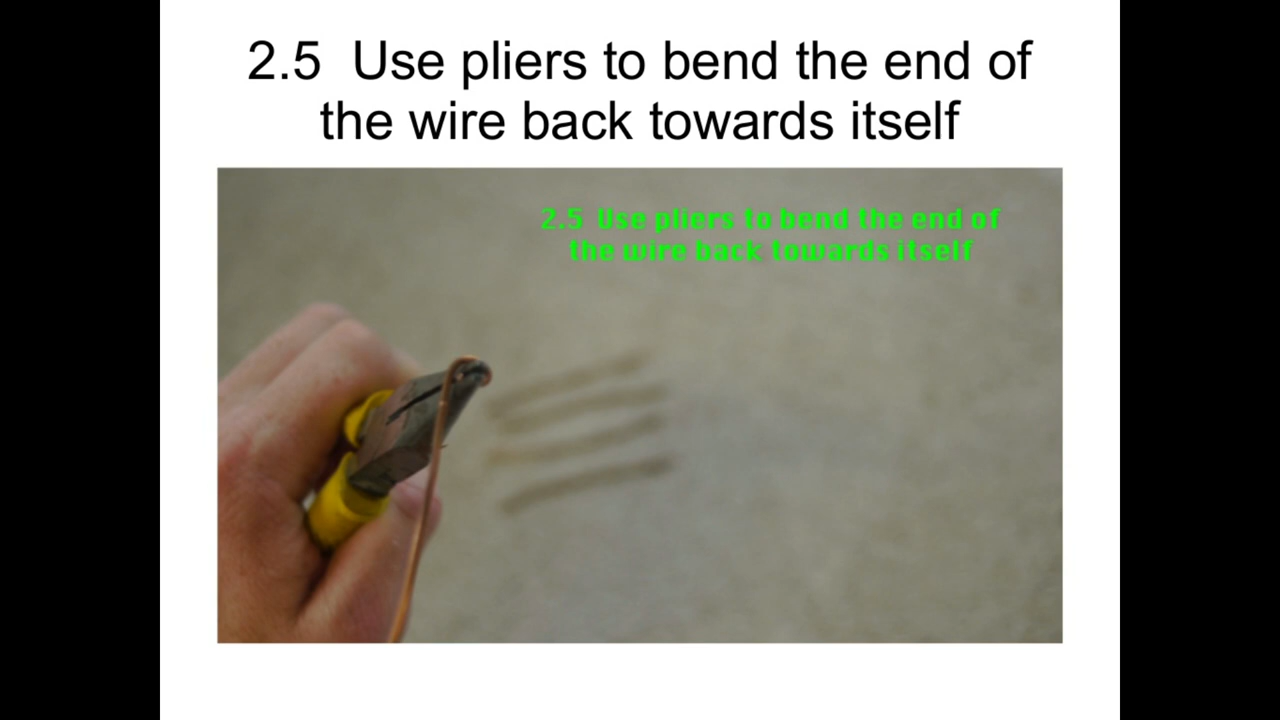 2.5 Use pliers to bend the end of
the wire back towards itself
2.5 Use pliers to bend the end of
the wire back towards itself